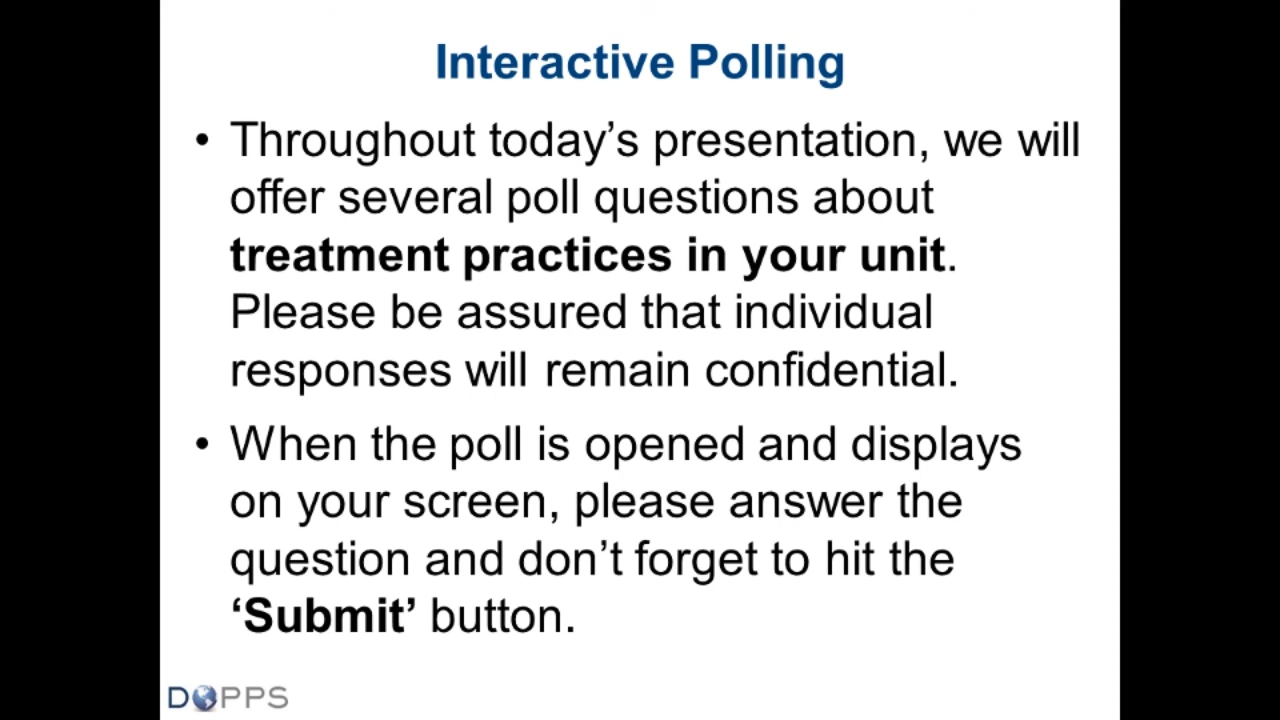 Interactive Polling
• Throughout today’s presentation, we will
offer several poll questions about
treatment practices in your unit.
Please be assured that individual
responses will remain confidential.
• When the poll is opened and displays
on your screen, please answer the
question and don’t forget to hit the
‘Submit’ button.
DOPPS